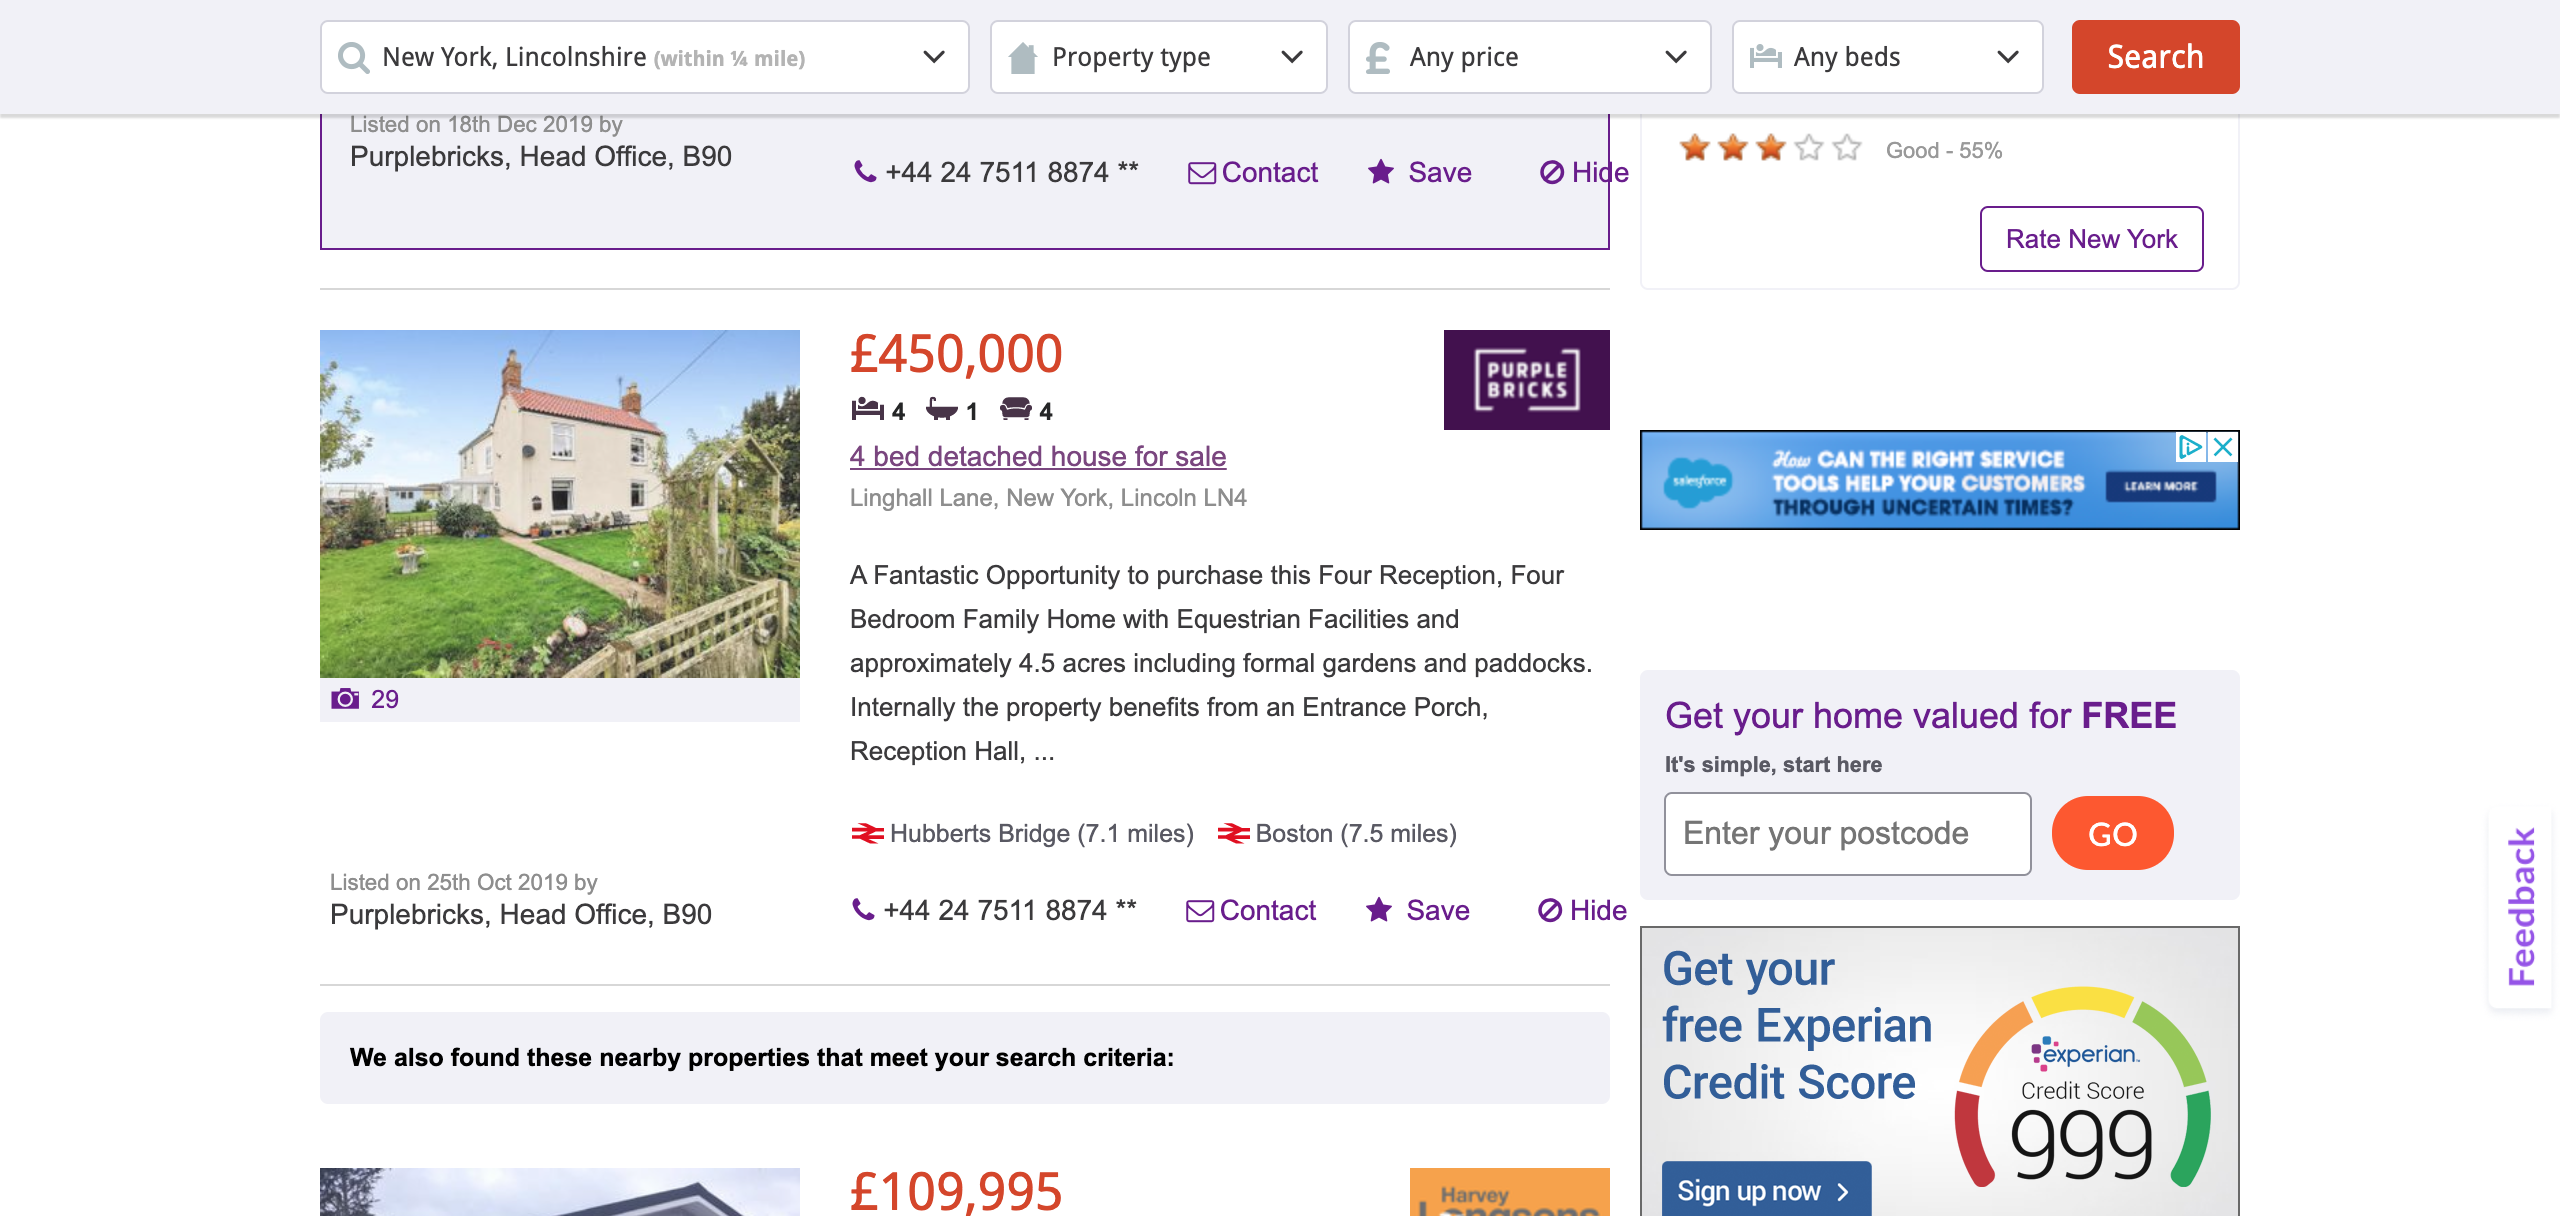 New York, Lincolnshire (within ¼ mile)
Property type
£ Any price
Any beds
Search
Listed on 18th Dec 2019 by
Purplebricks, Head Office, B90
+44 24 7511 8874 **
Contact
Save
Hide
Good - 55%
Rate New York
£450,000
4 1 4
4 bed detached house for sale
Linghall Lane, New York, Lincoln LN4
PURPLE
BRICKS
A Fantastic Opportunity to purchase this Four Reception, Four
Bedroom Family Home with Equestrian Facilities and
approximately 4.5 acres including formal gardens and paddocks.
Internally the property benefits from an Entrance Porch,
Reception Hall, ...
29
Hubberts Bridge (7.1 miles) Boston (7.5 miles)
Listed on 25th Oct 2019 by
Purplebricks, Head Office, B90
+44 24 7511 8874 **
Contact
Save
Hide
We also found these nearby properties that meet your search criteria:
£109,995
Harvey
Longsons
salesforce
How CAN THE RIGHT SERVICE
TOOLS HELP YOUR CUSTOMERS
THROUGH UNCERTAIN TIMES?
LEARN MORE
Get your home valued for FREE
It's simple, start here
Enter your postcode
GO
Get your
free Experian
Credit Score
Sign up now
experian.
Credit Score
999
Feedback